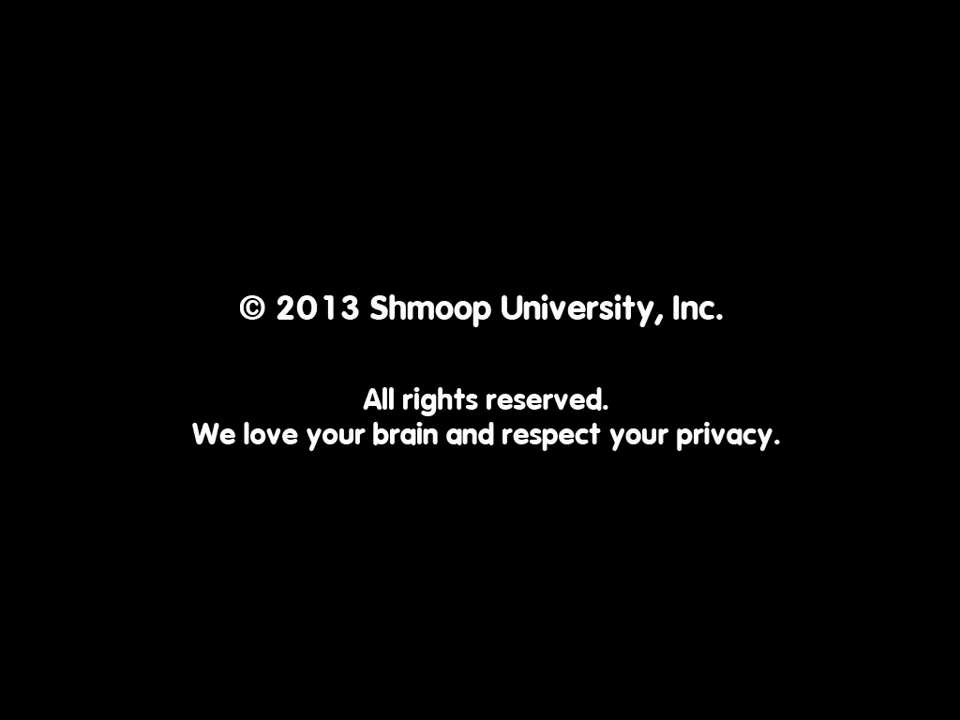 © 2013 Shmoop University, Inc.
All rights reserved.
We love your brain and respect your privacy.